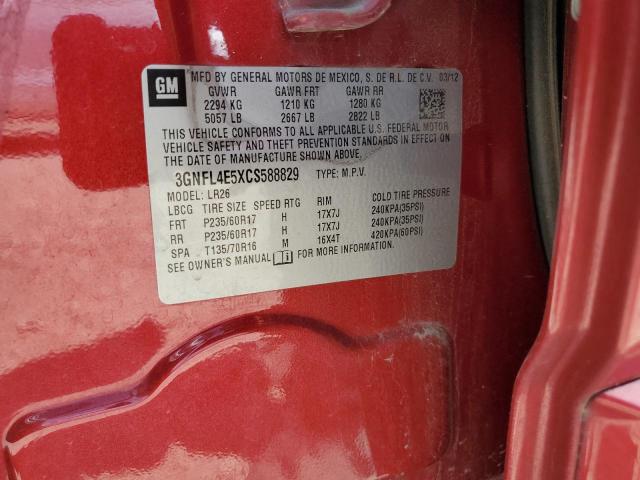 GM
MFD BY GENERAL MOTORS DE MEXICO, S. DE R.L. DE C.V. 03/12
GVWR GAWR FRT GAWR RR
2294 KG 1210 KG 1280 KG
5057 LB 2667 LB 2822 LB
THIS VEHICLE CONFORMS TO ALL APPLICABLE U.S. FEDERAL MOTOR
VEHICLE SAFETY AND THEFT PREVENTION STANDARDS IN EFFECT
ON THE DATE OF MANUFACTURE SHOWN ABOVE.
3GNFL4E5XCS588829 TYPE: M.P.V.
MODEL: LR26
LBCG TIRE SIZE SPEED RTG RIM COLD TIRE PRESSURE
FRT P235/60R17 H 17X7J 240KPA(35PSI)
RR P235/60R17 H 17X7J 240KPA(35PSI)
SPA T135/70R16 M 16X4T 420KPA(60PSI)
SEE OWNER'S MANUAL FOR MORE INFORMATION.